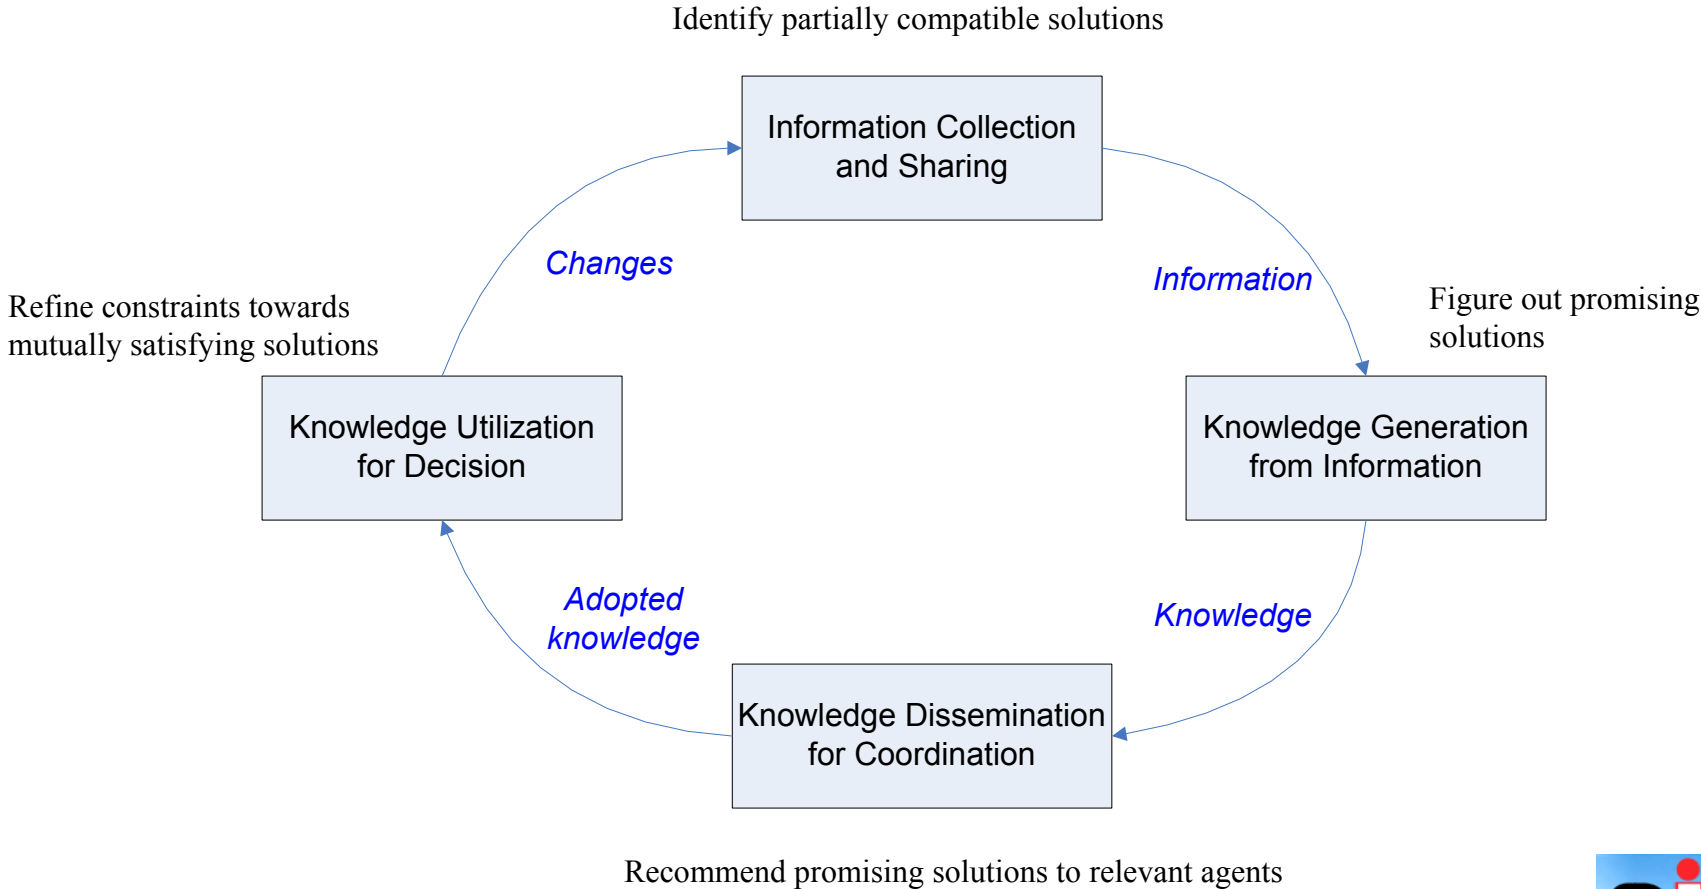 Identify partially compatible solutions
Information Collection
and Sharing
Changes
Information
Refine constraints towards
mutually satisfying solutions
Figure out promising
solutions
Knowledge Utilization
for Decision
Knowledge Generation
from Information
Adopted
knowledge
Knowledge
Knowledge Dissemination
for Coordination
Recommend promising solutions to relevant agents